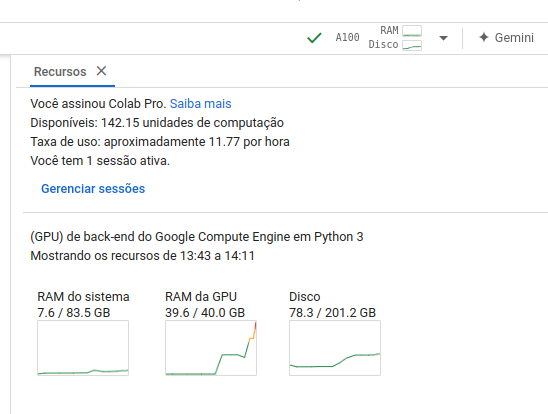 A100
RAM
Disco
Gemini
Recursos
Você assinou Colab Pro. Saiba mais
Disponíveis: 142.15 unidades de computação
Taxa de uso: aproximadamente 11.77 por hora
Você tem 1 sessão ativa.
Gerenciar sessões
(GPU) de back-end do Google Compute Engine em Python 3
Mostrando os recursos de 13:43 a 14:11
RAM do sistema
7.6 / 83.5 GB
RAM da GPU
39.6 / 40.0 GB
Disco
78.3 / 201.2 GB